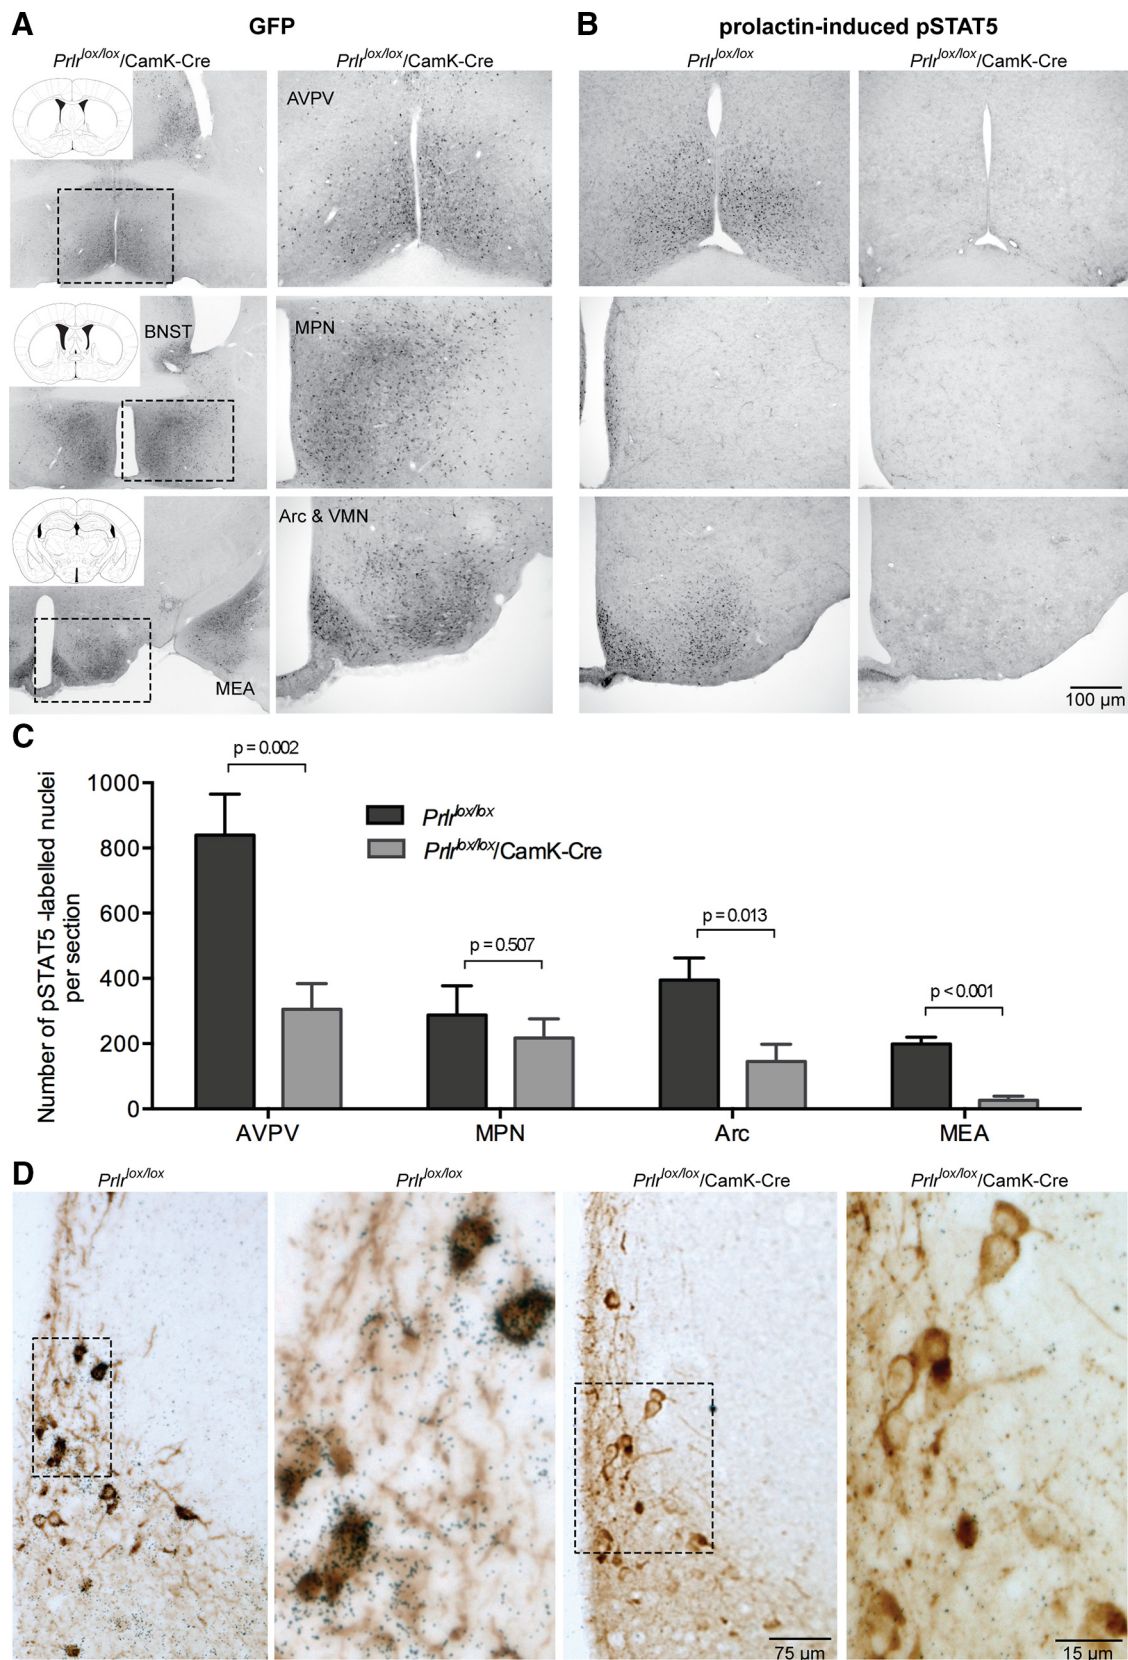 A GFP
Prlr lox/lox/CamK-Cre Prlr lox/lox/CamK-Cre
AVPV
BNST
MPN
Arc & VMN
MEA
B prolactin-induced pSTAT5
Prlr lox/lox Prlr lox/lox/CamK-Cre
100 µm
C
Number of pSTAT5 -labelled nuclei
per section
1000
800
600
400
200
0
p = 0.002
p = 0.507
p = 0.013
p < 0.001
Prlr lox/lox
Prlr lox/lox/CamK-Cre
AVPV MPN Arc MEA
D
Prlr lox/lox Prlr lox/lox Prlr lox/lox/CamK-Cre Prlr lox/lox/CamK-Cre
75 µm 15 µm